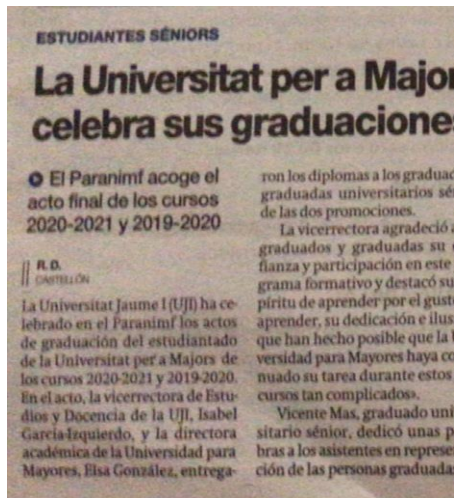 ESTUDIANTES SÉNIORS
La Universitat per a Major
celebra sus graduaciones
El Paranimf acoge el
acto final de los cursos
2020-2021 y 2019-2020
R. D.
CASTELLÓN
La Universitat Jaume I (UJI) ha ce-
lebrado en el Paranimf los actos
de graduación del estudiantado
de la Universitat per a Majors de
los cursos 2020-2021 y 2019-2020.
En el acto, la vicerrectora de Estu-
dios y Docencia de la UJI, Isabel
García-Izquierdo, y la directora
académica de la Universidad para
Mayores, Elsa González, entrega-
ron los diplomas a los graduad
graduadas universitarios sé
de las dos promociones.
La vicerrectora agradeció a
graduados y graduadas su
fianza y participación en este
grama formativo y destacó su
píritu de aprender por el gust
aprender, su dedicación e ilus
que han hecho posible que la
versidad para Mayores haya co
nuado su tarea durante estos
cursos tan complicados».
Vicente Mas, graduado uni
sitario sénior, dedicó unas p
bras a los asistentes en represe
ción de las personas graduada